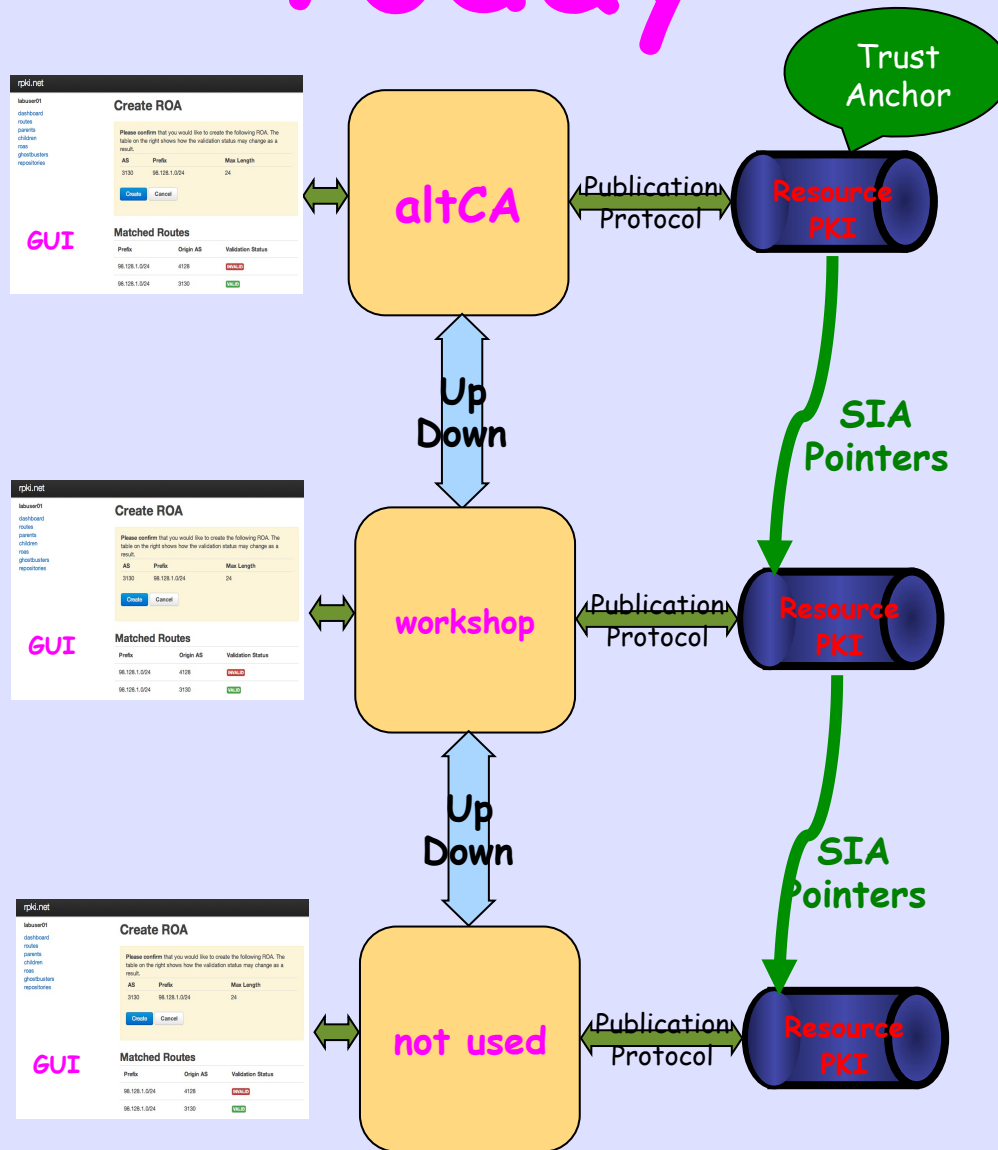 Today
Trust
Anchor
rpki.net
labuser01
dashboard
routes
parents
children
roas
ghostbusters
repositories
GUI
Create ROA
Please confirm that you would like to create the following ROA. The
table on the right shows how the validation status may change as a
result.
AS Prefix Max Length
3130 98.128.1.0/24 24
Create Cancel
Matched Routes
Prefix Origin AS Validation Status
98.128.1.0/24 4128 INVALID
98.128.1.0/24 3130 VALID
altCA
Publication
Protocol
Resource
PKI
Up
Down
SIA
Pointers
rpki.net
labuser01
dashboard
routes
parents
children
roas
ghostbusters
repositories
GUI
Create ROA
Please confirm that you would like to create the following ROA. The
table on the right shows how the validation status may change as a
result.
AS Prefix Max Length
3130 98.128.1.0/24 24
Create Cancel
Matched Routes
Prefix Origin AS Validation Status
98.128.1.0/24 4128 INVALID
98.128.1.0/24 3130 VALID
workshop
Publication
Protocol
Resource
PKI
Up
Down
SIA
Pointers
rpki.net
labuser01
dashboard
routes
parents
children
roas
ghostbusters
repositories
GUI
Create ROA
Please confirm that you would like to create the following ROA. The
table on the right shows how the validation status may change as a
result.
AS Prefix Max Length
3130 98.128.1.0/24 24
Create Cancel
Matched Routes
Prefix Origin AS Validation Status
98.128.1.0/24 4128 INVALID
98.128.1.0/24 3130 VALID
not used
Publication
Protocol
Resource
PKI